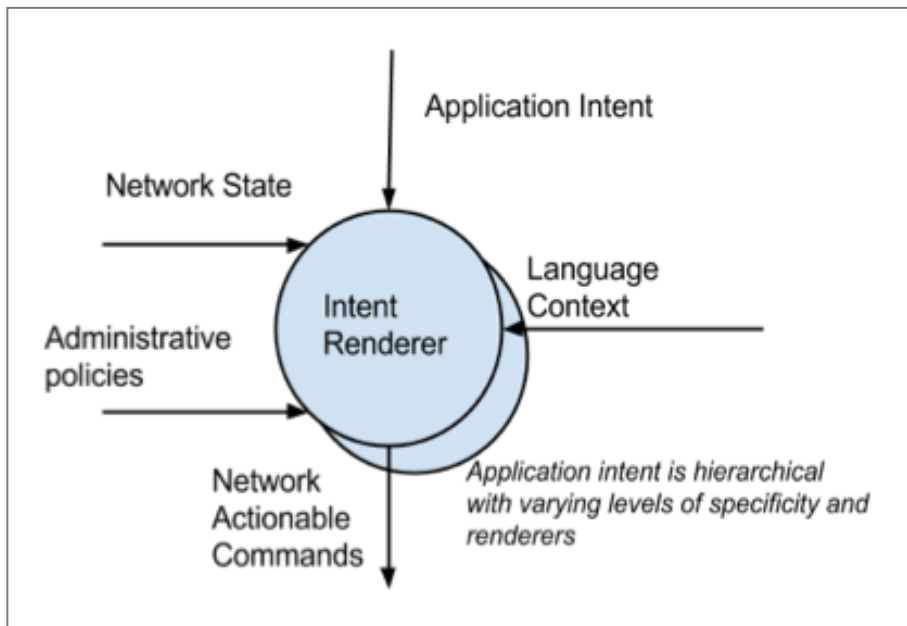 Application Intent
Network State
Language
Context
Intent
Renderer
Administrative
policies
Network
Actionable
Commands
Application intent is hierarchical
with varying levels of specificity and
renderers